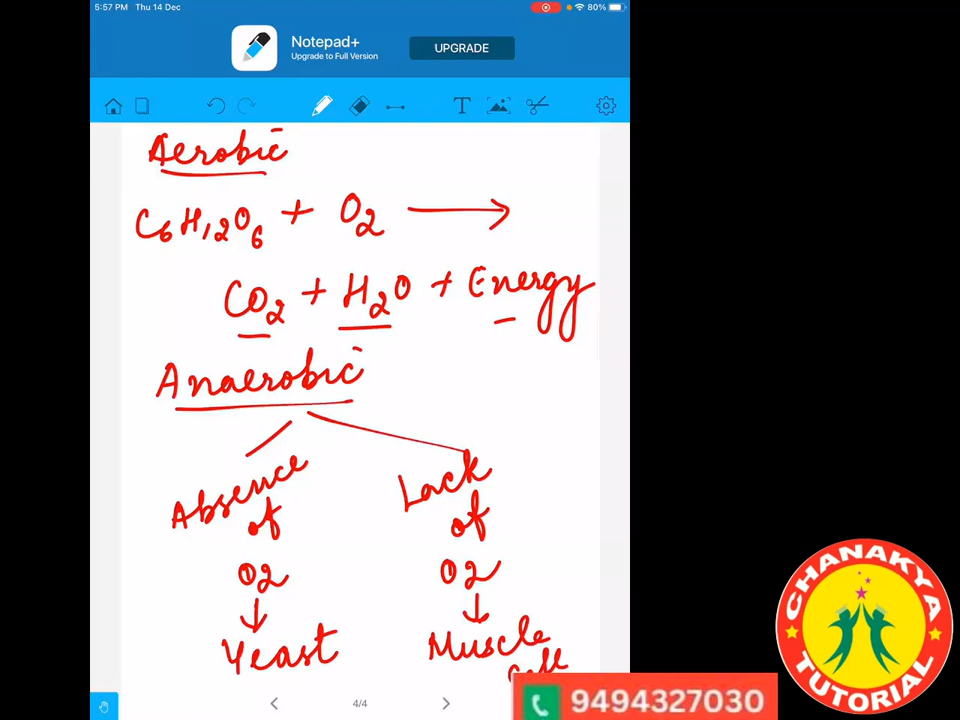 5:57 PM Thu 14 Dec
80%
Notepad+
Upgrade to Full Version
UPGRADE
T
Aerobic
C6H12O6 + O2 →
CO2 + H2O + Energy
Anaerobic
Absence Lack
of of
O2 O2
↓ ↓
Yeast Muscle
4/4
9494327030
CHANAKYA
TUTORIAL